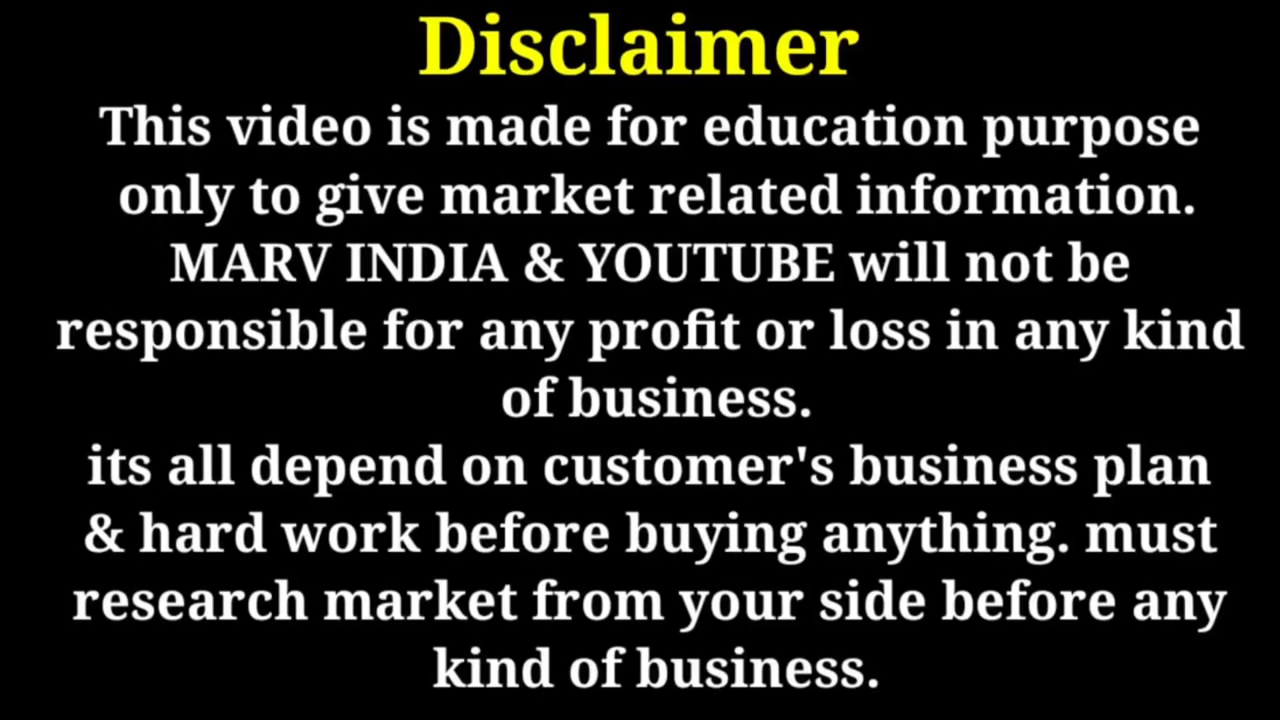 Disclaimer
This video is made for education purpose
only to give market related information.
MARV INDIA & YOUTUBE will not be
responsible for any profit or loss in any kind
of business.
its all depend on customer's business plan
& hard work before buying anything. must
research market from your side before any
kind of business.